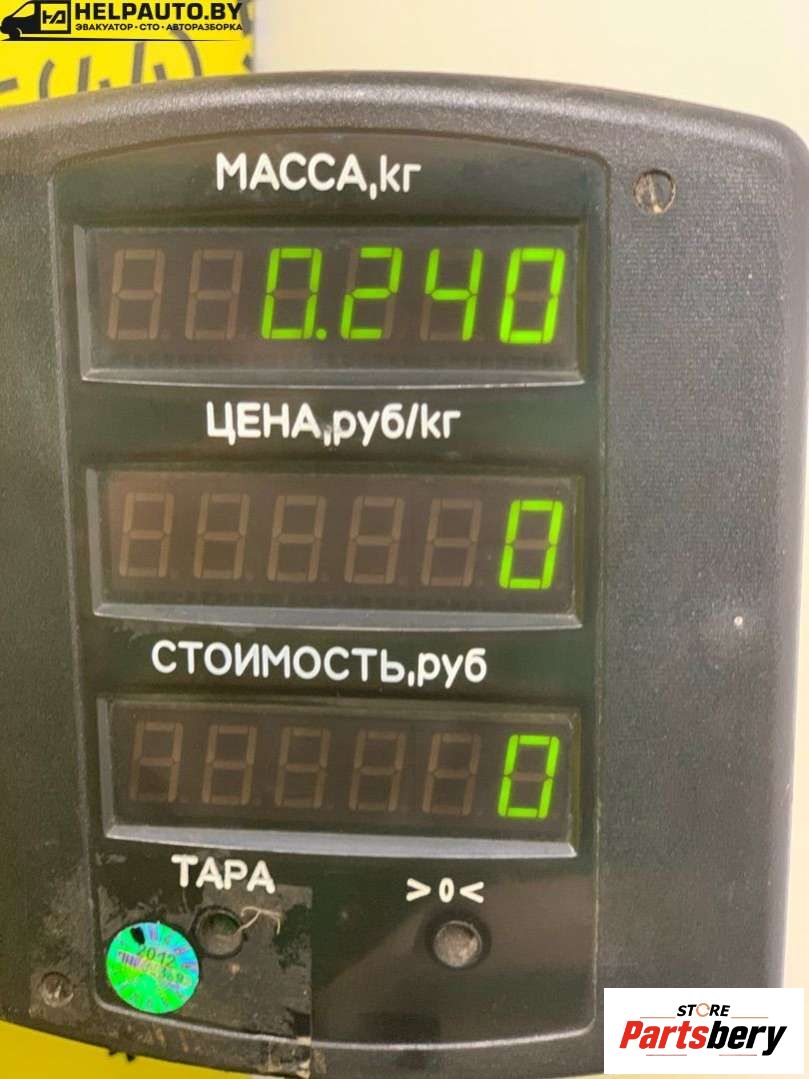 HELPAUTO.BY
ЭВАКУАТОР • СТО • АВТОРАЗБОРКА
МАССА,кг
0.240
ЦЕНА,руб/кг
0
СТОИМОСТЬ,руб
0
ТАРА >0<
2012
STORE
Partsbery